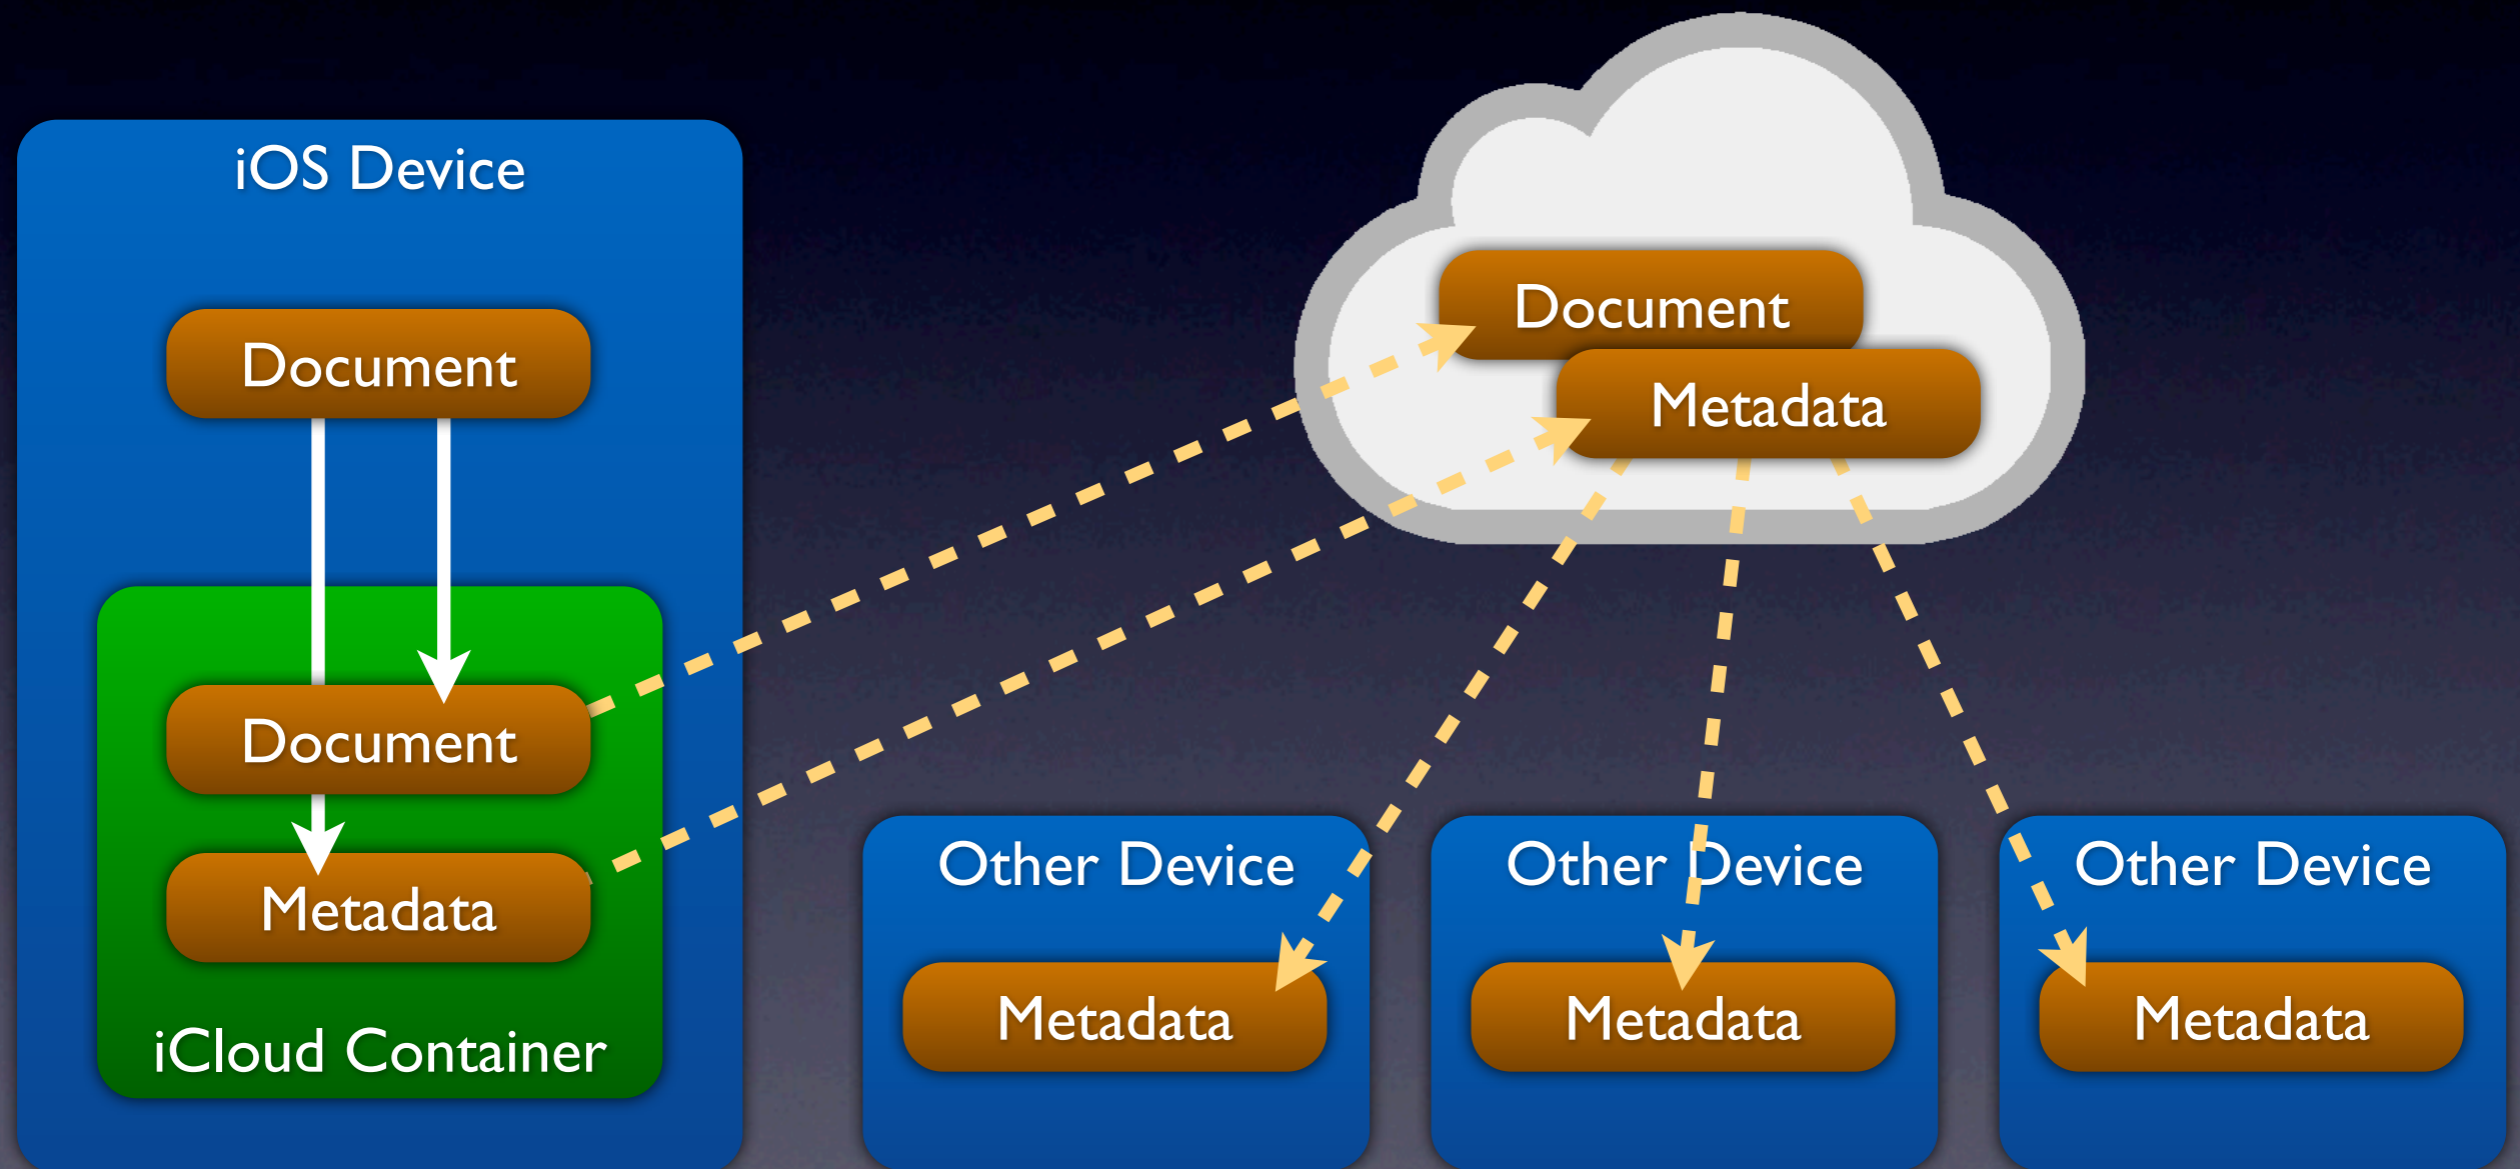 iOS Device
Document
Document
Metadata
iCloud Container
Document
Metadata
Other Device
Metadata
Other Device
Metadata
Other Device
Metadata